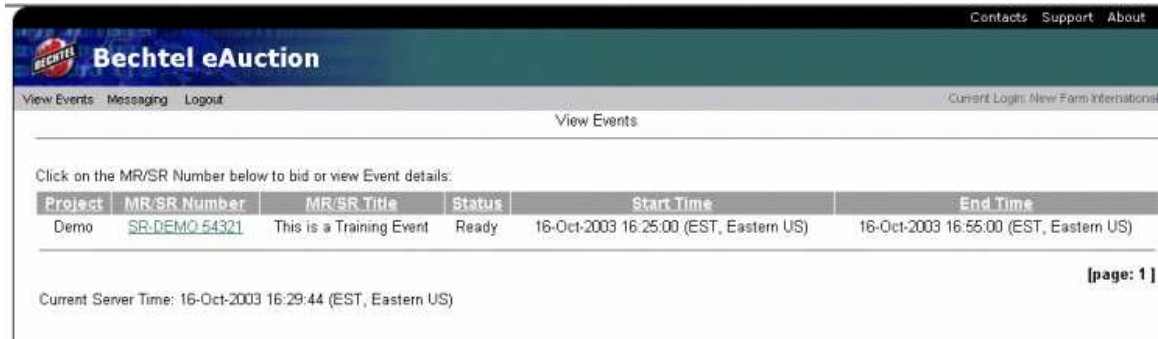 Contacts Support About
BECHTEL Bechtel eAuction
View Events Messaging Logout Current Login: New Farm International
View Events
Click on the MR/SR Number below to bid or view Event details:
Project MR/SR Number MR/SR Title Status Start Time End Time
Demo SR-DEMO 54321 This is a Training Event Ready 16-Oct-2003 16:25:00 (EST, Eastern US) 16-Oct-2003 16:55:00 (EST, Eastern US)
[page: 1 ]
Current Server Time: 16-Oct-2003 16:29:44 (EST, Eastern US)